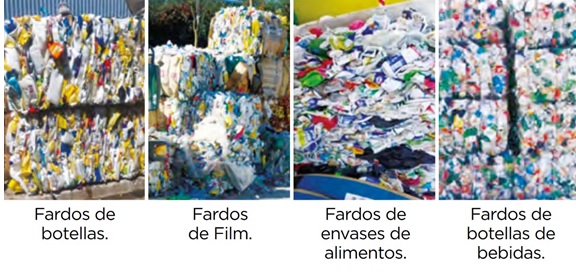 Fardos de
botellas.
Fardos
de Film.
Fardos de
envases de
alimentos.
Fardos de
botellas de
bebidas.